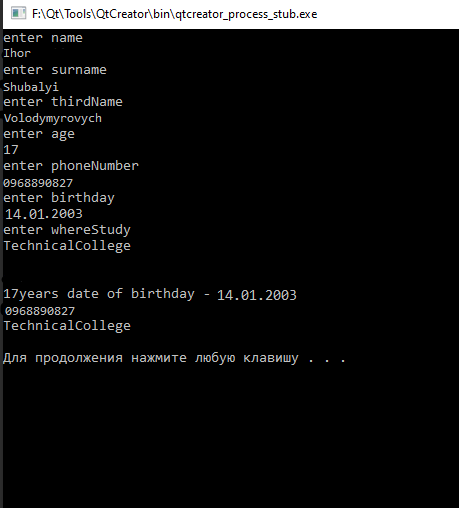 F:\Qt\Tools\QtCreator\bin\qtcreator_process_stub.exe
enter name
Ihor
enter surname
Shubalyi
enter thirdName
Volodymyrovych
enter age
17
enter phoneNumber
0968890827
enter birthday
14.01.2003
enter whereStudy
TechnicalCollege
17years date of birthday - 14.01.2003
0968890827
TechnicalCollege
Для продолжения нажмите любую клавишу . . .